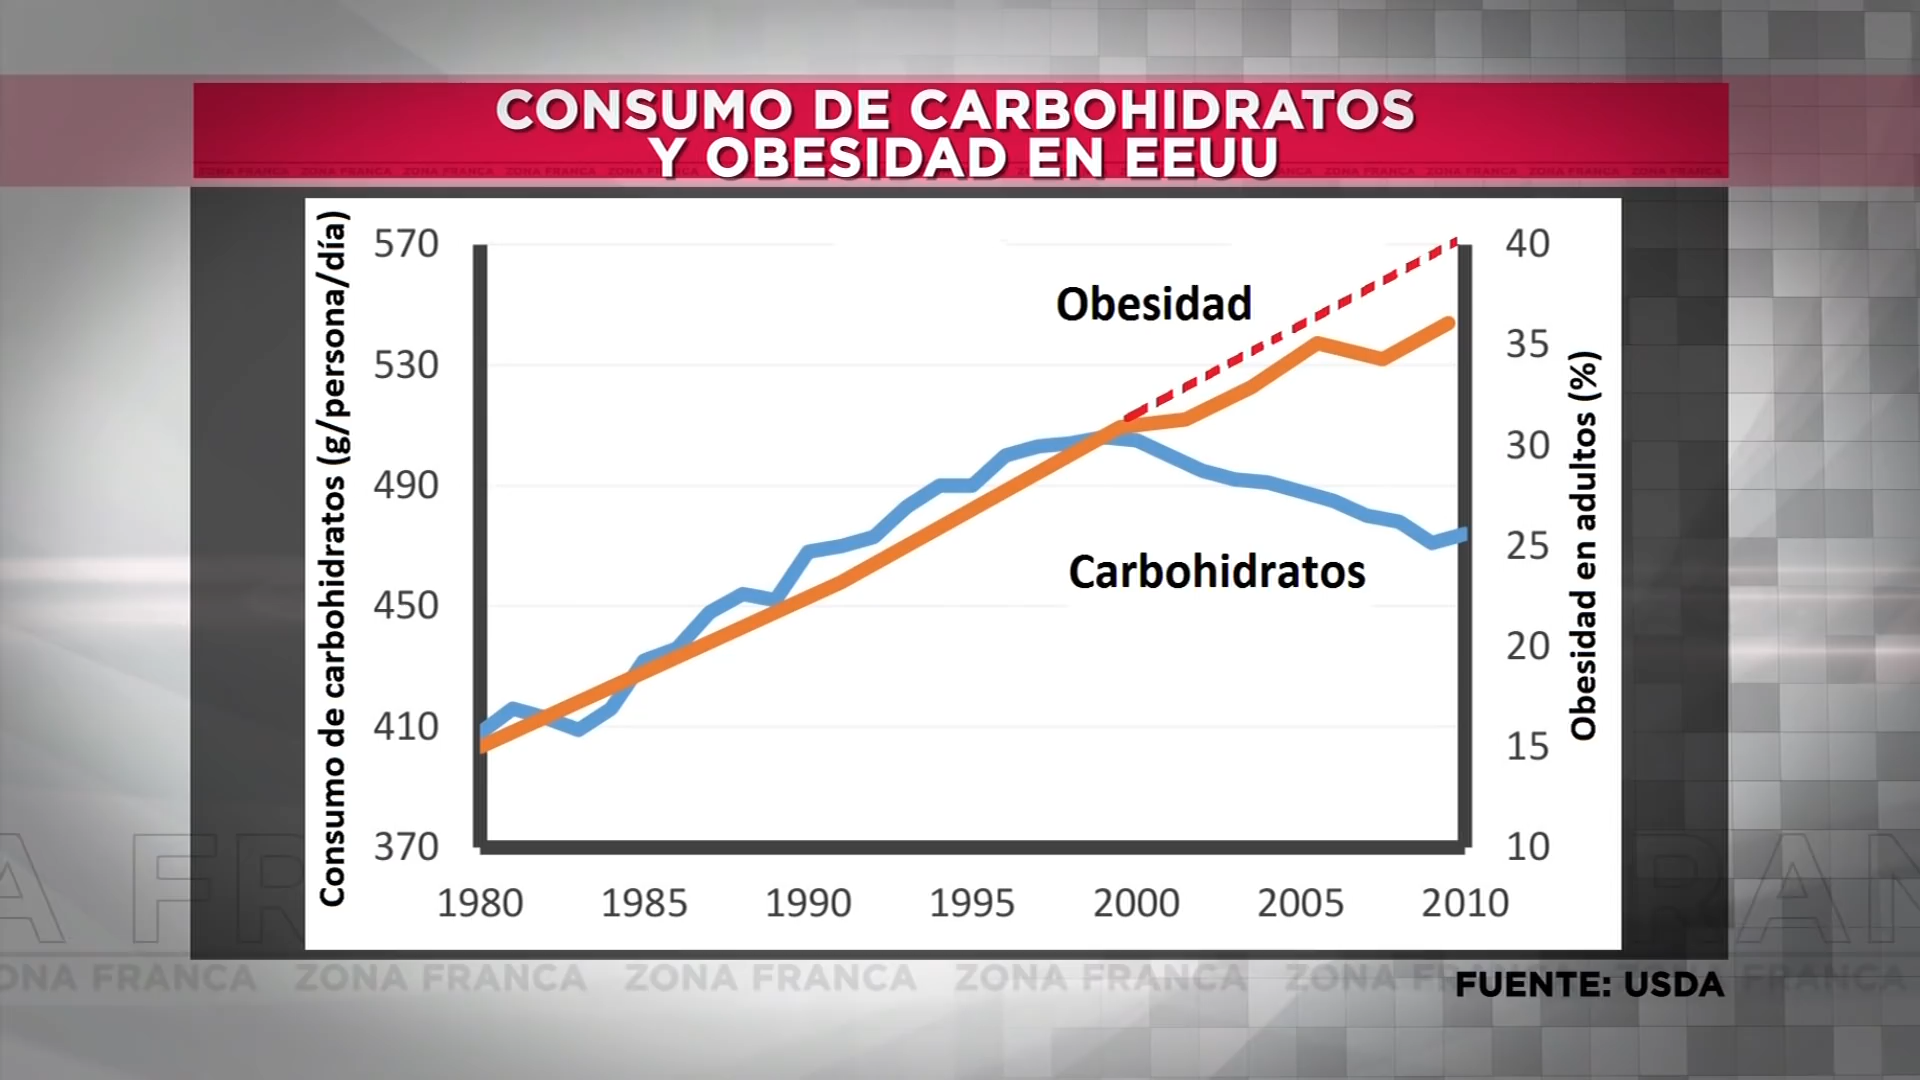 CONSUMO DE CARBOHIDRATOS
Y OBESIDAD EN EEUU
Consumo de carbohidratos (g/persona/día)
570
530
490
450
410
370
Obesidad
Carbohidratos
40
35
30
25
20
15
10
Obesidad en adultos (%)
1980 1985 1990 1995 2000 2005 2010
ZONA FRANCA ZONA FRANCA ZONA FRANCA
FUENTE: USDA